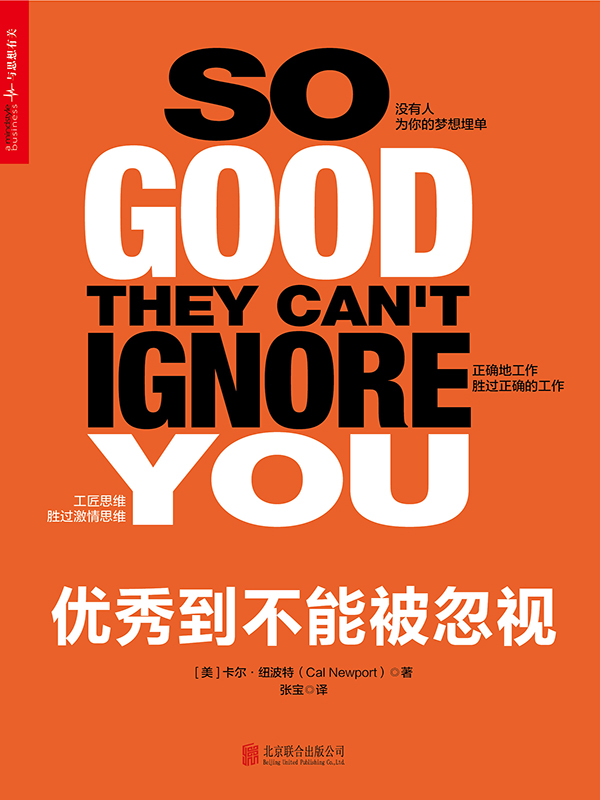 与思想有关
a mindstyle business
SO
没有人
为你的梦想埋单
GOOD
THEY CAN'T
IGNORE
正确地工作
胜过正确的工作
YOU
工匠思维
胜过激情思维
优秀到不能被忽视
[美]卡尔·纽波特（Cal Newport）◎著
张宝◎译
北京联合出版公司
Beijing United Publishing Co.,Ltd.